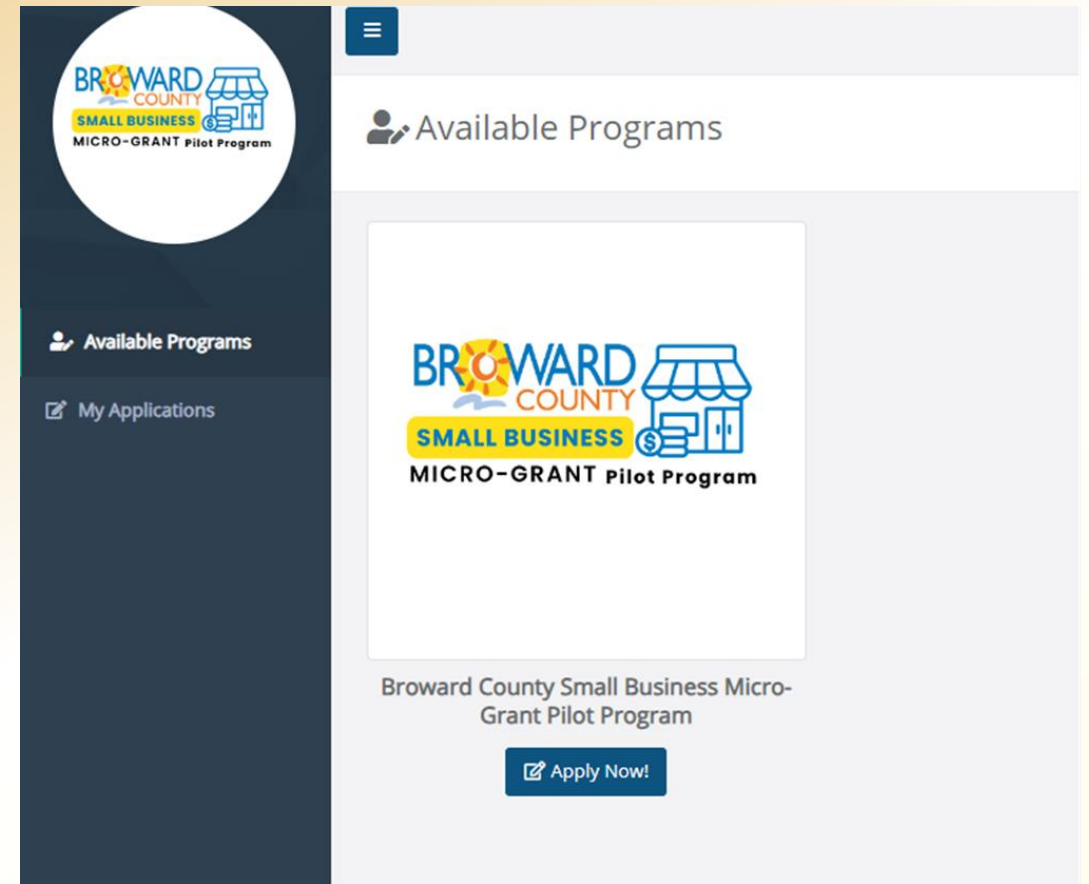 BROWARD
COUNTY
SMALL BUSINESS
MICRO-GRANT Pilot Program
Available Programs
My Applications
Available Programs
BROWARD
COUNTY
SMALL BUSINESS
MICRO-GRANT Pilot Program
Broward County Small Business Micro-
Grant Pilot Program
Apply Now!